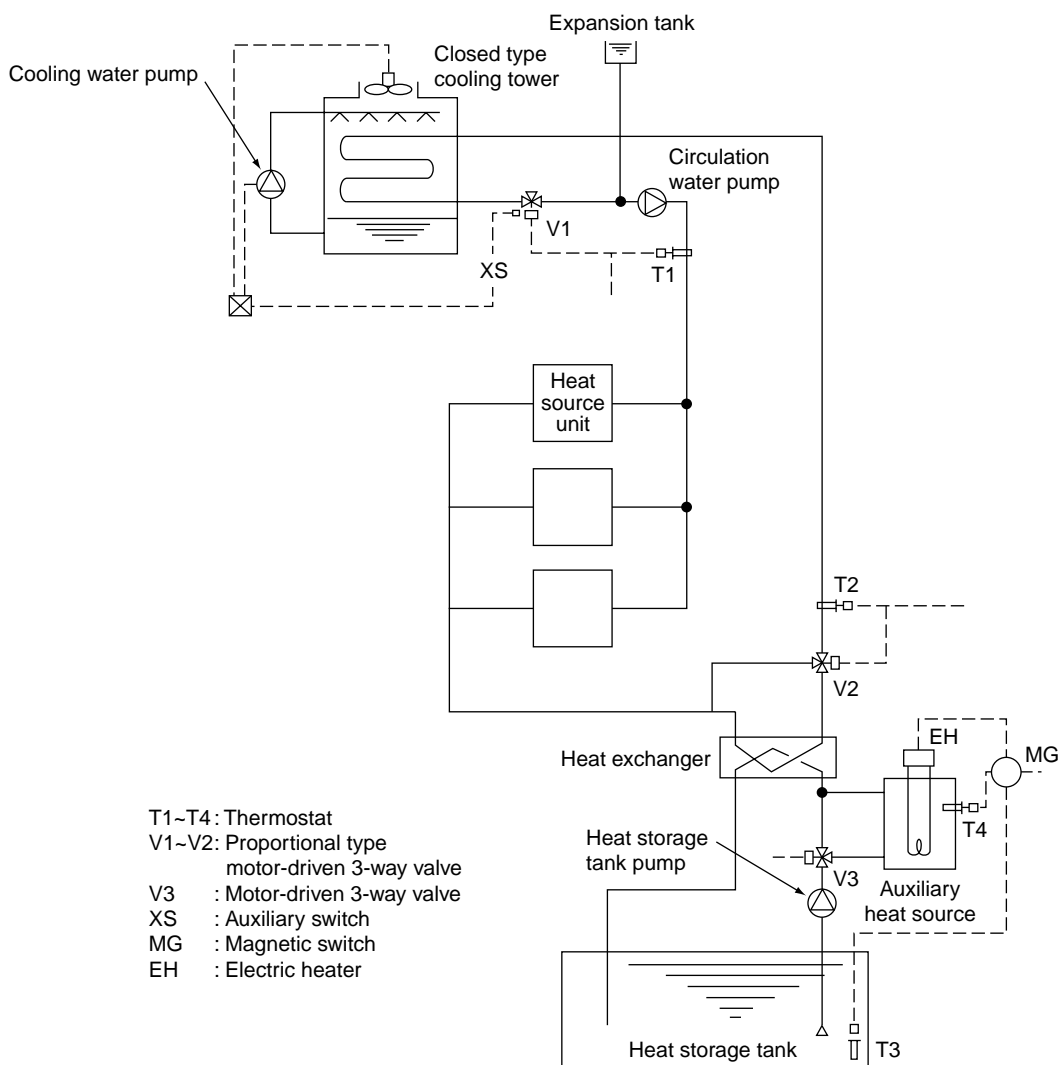 Expansion tank
Closed type
cooling tower
Cooling water pump
Circulation
water pump
V1
XS
T1
Heat
source
unit
T2
V2
EH
MG
Heat exchanger
T4
Heat storage
tank pump
V3
Auxiliary
heat source
T1~T4 : Thermostat
V1~V2 : Proportional type
motor-driven 3-way valve
V3 : Motor-driven 3-way valve
XS : Auxiliary switch
MG : Magnetic switch
EH : Electric heater
Heat storage tank
T3